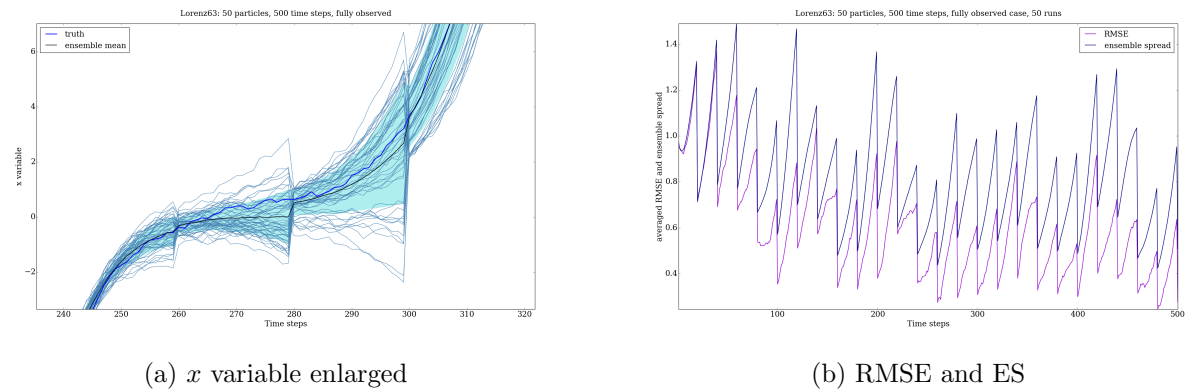 Lorenz63: 50 particles, 500 time steps, fully observed
truth
ensemble mean
x variable
6
4
2
0
−2
240 250 260 270 280 290 300 310 320
Time steps
(a) x variable enlarged
Lorenz63: 50 particles, 500 time steps, fully observed case, 50 runs
RMSE
ensemble spread
averaged RMSE and ensemble spread
1.4
1.2
1.0
0.8
0.6
0.4
100 200 300 400 500
Time steps
(b) RMSE and ES